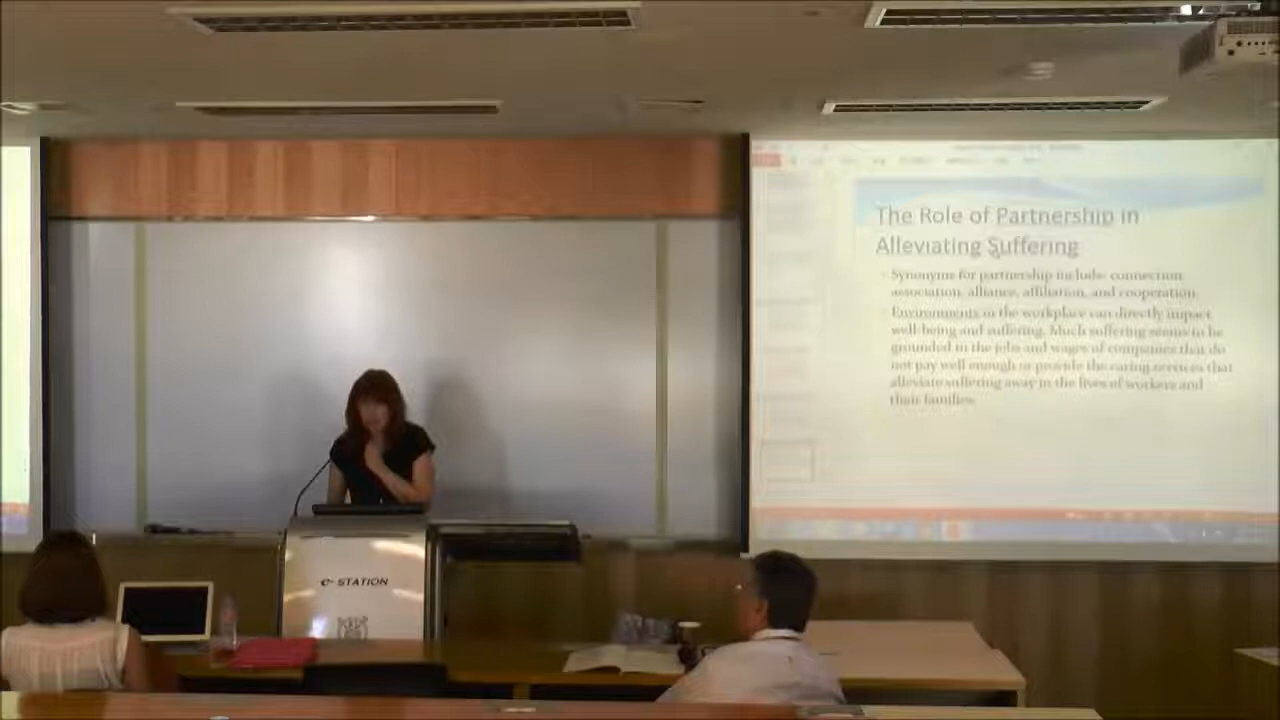 The Role of Partnership in
Alleviating Suffering
Synonyms for partnership include: connection,
association, alliance, affiliation, and cooperation.
Environments in the workplace can directly impact
well-being and suffering. Much suffering seems to be
grounded in the jobs and wages of companies that do
not pay well enough or provide the caring services that
alleviate suffering away in the lives of workers and
their families.
e-STATION